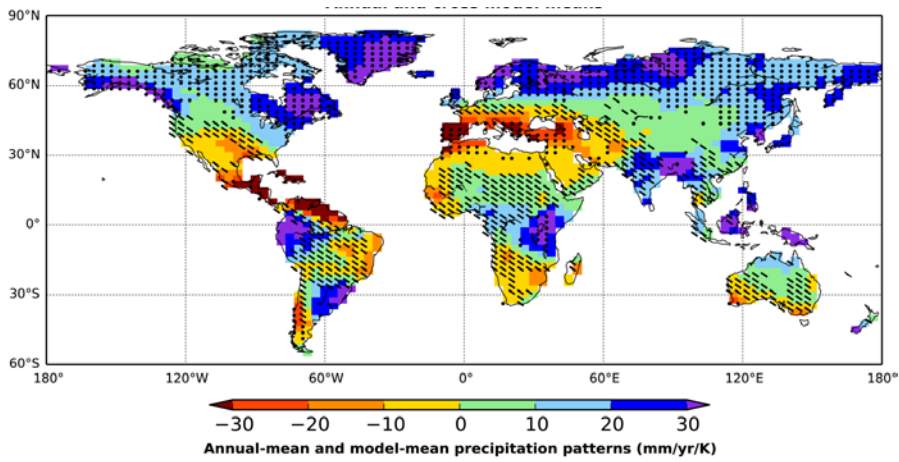 90°N
60°N
30°N
0°
30°S
60°S
180° 120°W 60°W 0° 60°E 120°E 180°
−30 −20 −10 0 10 20 30
Annual-mean and model-mean precipitation patterns (mm/yr/K)